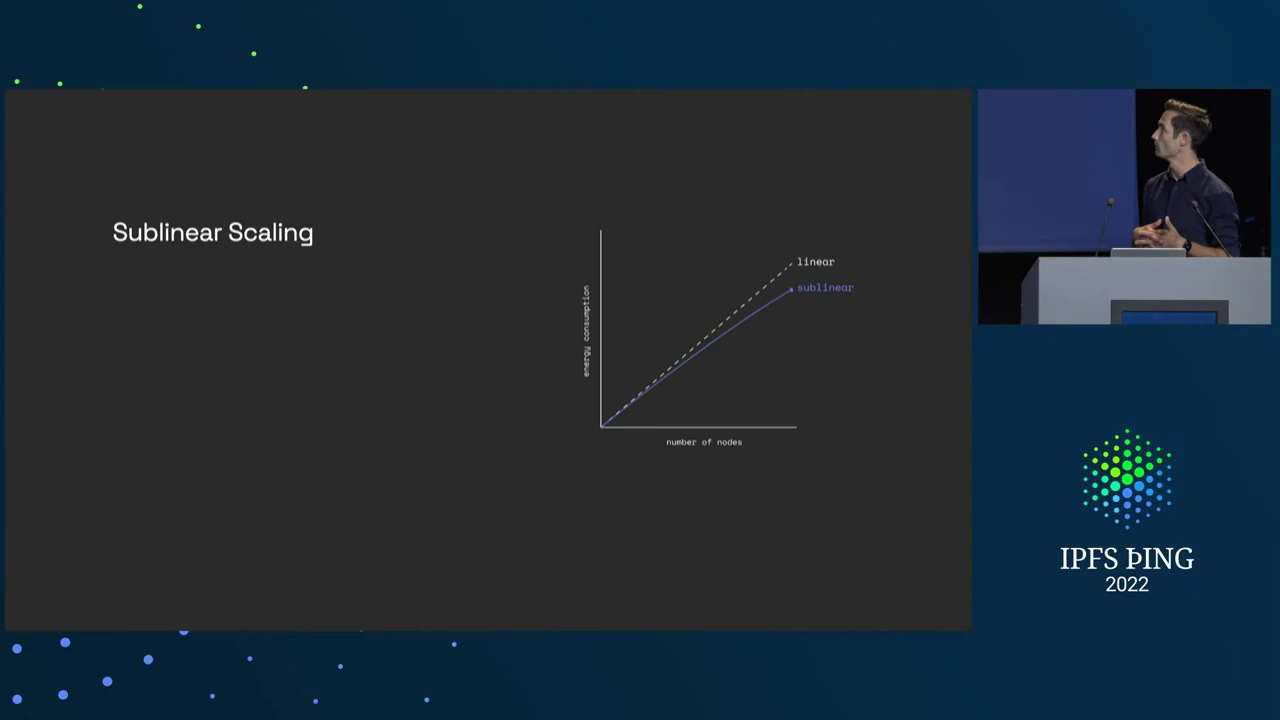 Sublinear Scaling
linear
sublinear
energy consumption
number of nodes
IPFS ÞING
2022